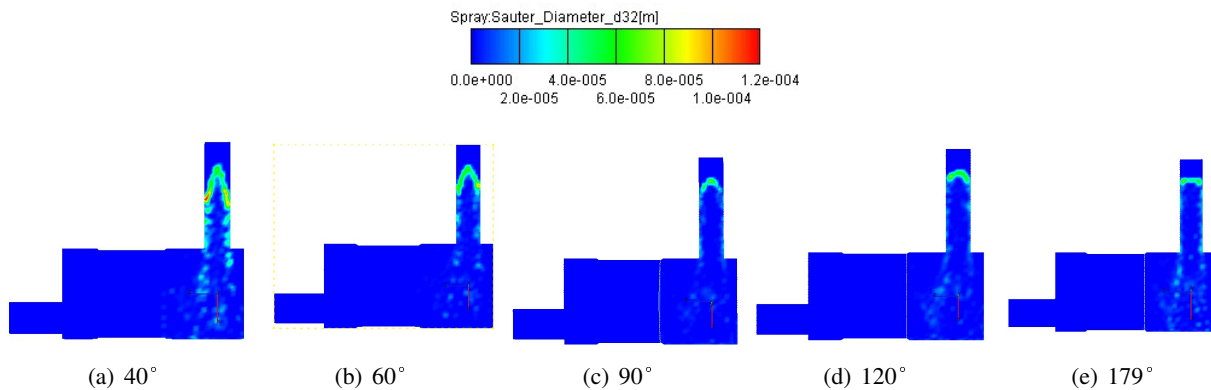 Spray:Sauter_Diameter_d32[m]
0.0e+000 4.0e-005 8.0e-005 1.2e-004
2.0e-005 6.0e-005 1.0e-004
(a) 40° (b) 60° (c) 90° (d) 120° (e) 179°